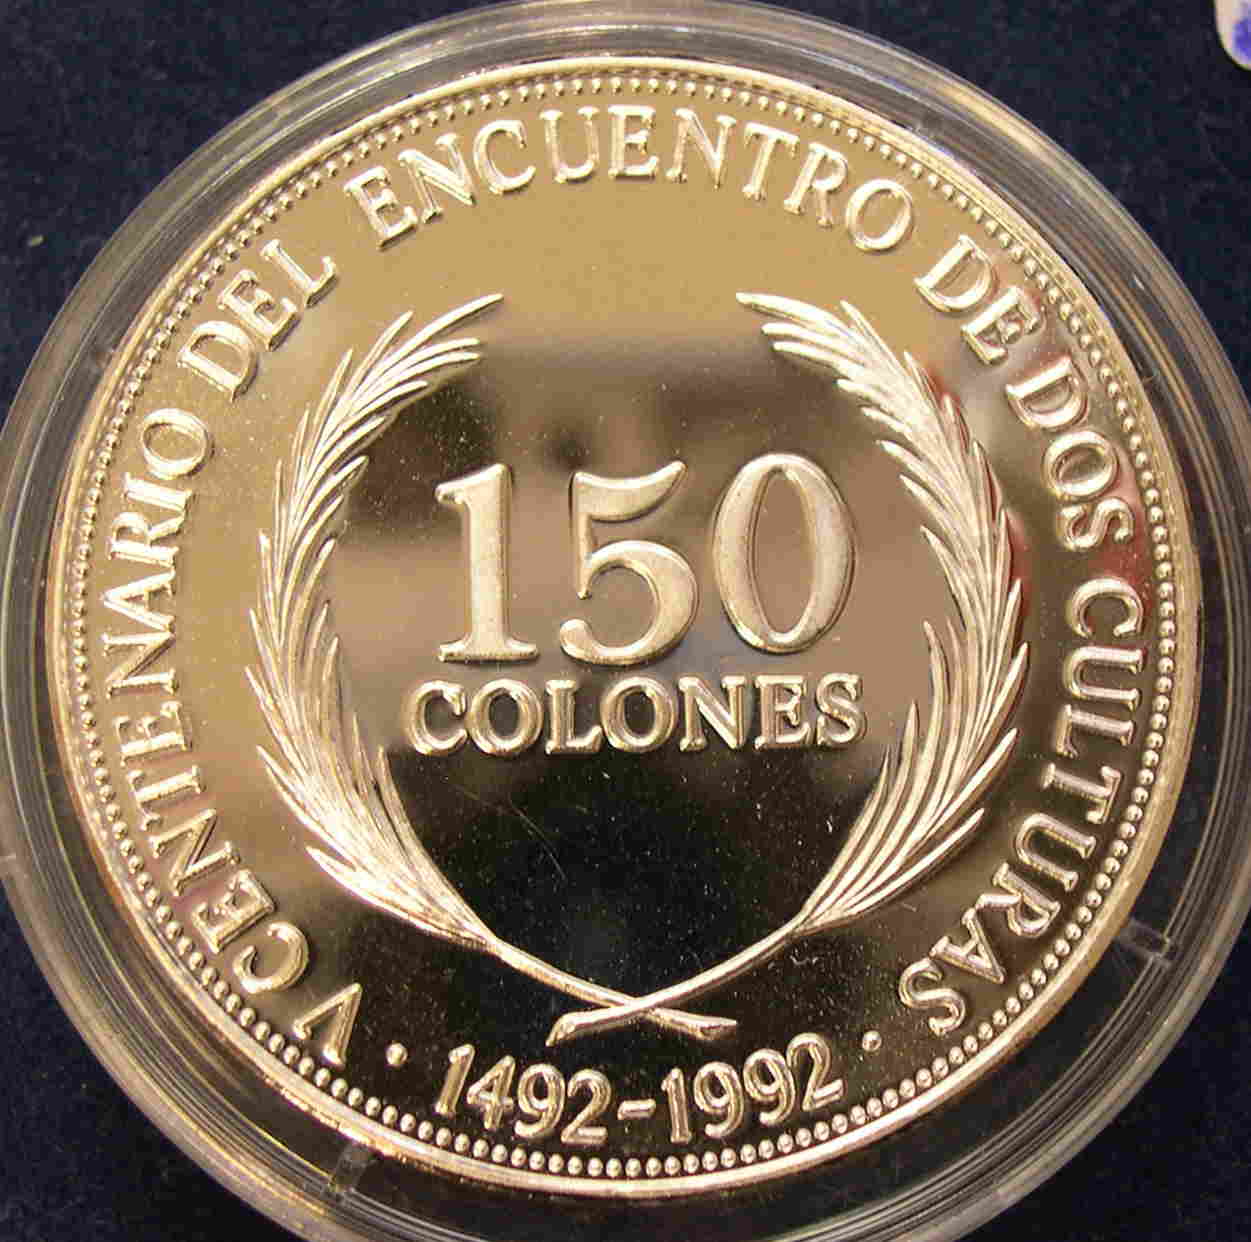 V CENTENARIO DEL ENCUENTRO DE DOS CULTURAS
150
COLONES
· 1492-1992 ·